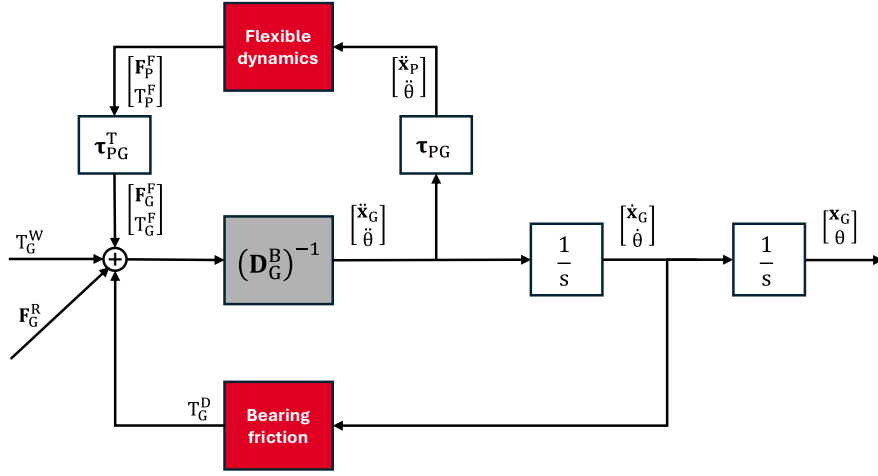 Flexible
dynamics
[𝐅_P^F
T_P^F]
[𝐱̈_P
θ̈]
𝛕_PG^T
𝛕_PG
[𝐅_G^F
T_G^F]
[𝐱̈_G
θ̈]
[𝐱̇_G
θ̇]
[𝐱_G
θ]
T_G^W
+
(𝐃_G^B)^−1
1
s
1
s
𝐅_G^R
T_G^D
Bearing
friction